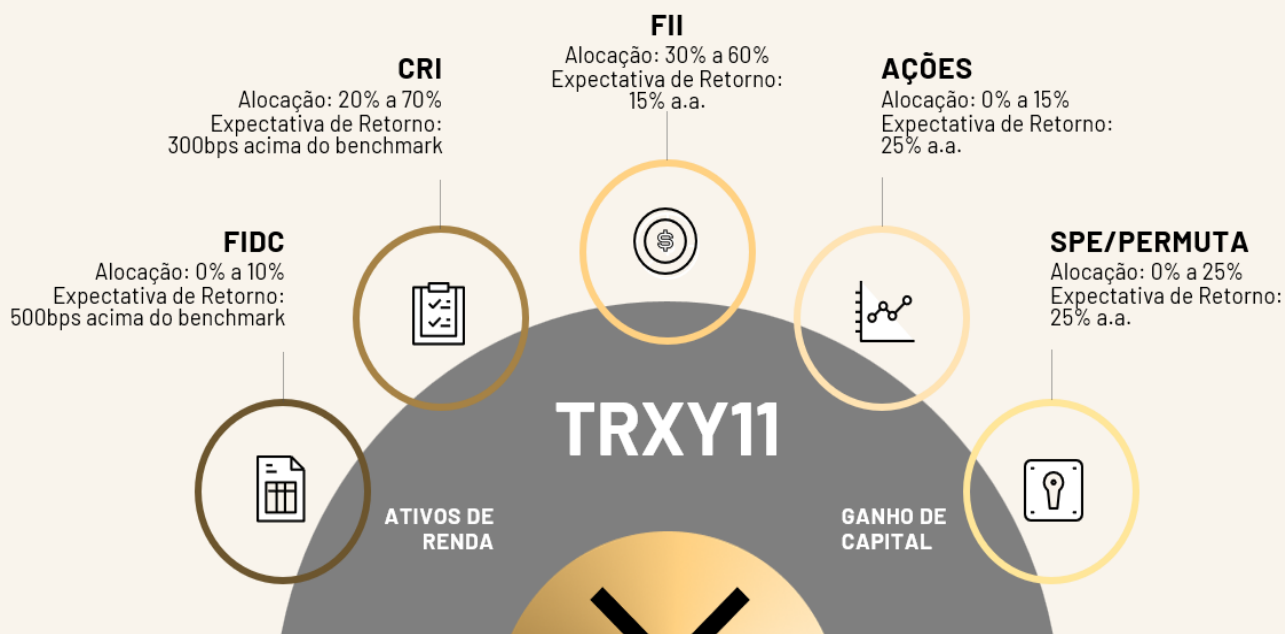 FII
Alocação: 30% a 60%
Expectativa de Retorno:
15% a.a.
CRI
Alocação: 20% a 70%
Expectativa de Retorno:
300bps acima do benchmark
AÇÕES
Alocação: 0% a 15%
Expectativa de Retorno:
25% a.a.
FIDC
Alocação: 0% a 10%
Expectativa de Retorno:
500bps acima do benchmark
SPE/PERMUTA
Alocação: 0% a 25%
Expectativa de Retorno:
25% a.a.
$
TRXY11
ATIVOS DE
RENDA
GANHO DE
CAPITAL